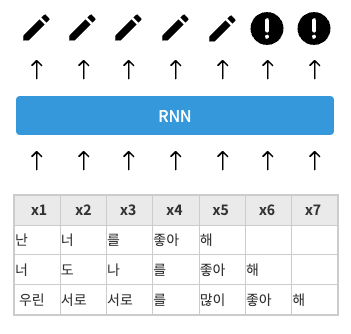 RNN
x1 x2 x3 x4 x5 x6 x7
난 너 를 좋아 해
너 도 나 를 좋아 해
우린 서로 서로 를 많이 좋아 해